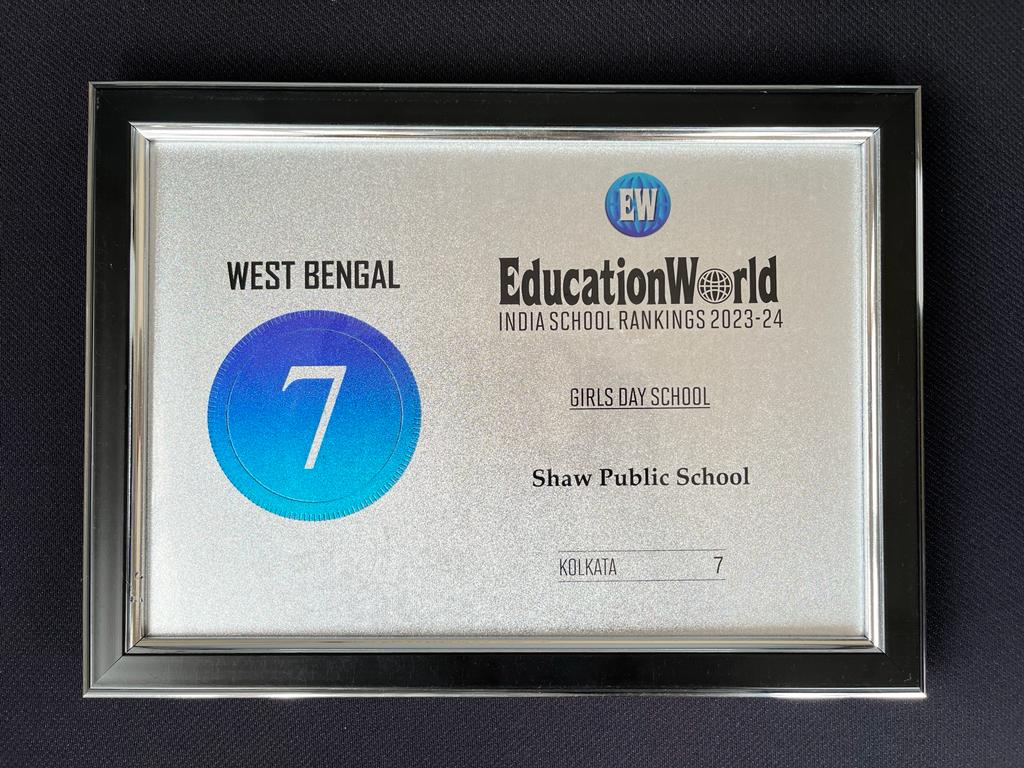 WEST BENGAL
7
EW
EducationWorld
INDIA SCHOOL RANKINGS 2023-24
GIRLS DAY SCHOOL
Shaw Public School
KOLKATA 7